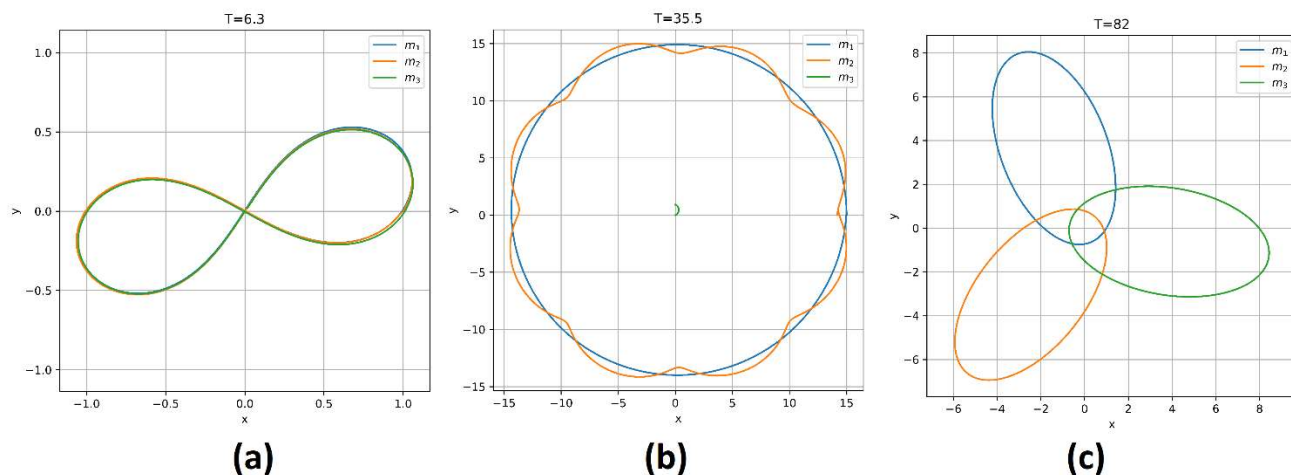 T=6.3
1.0
0.5
0.0
−0.5
−1.0
y
−1.0 −0.5 0.0 0.5 1.0
x
m₁
m₂
m₃
(a)
T=35.5
15
10
5
0
−5
−10
−15
y
−15 −10 −5 0 5 10 15
x
m₁
m₂
m₃
(b)
T=82
8
6
4
2
0
−2
−4
−6
y
−6 −4 −2 0 2 4 6 8
x
m₁
m₂
m₃
(c)